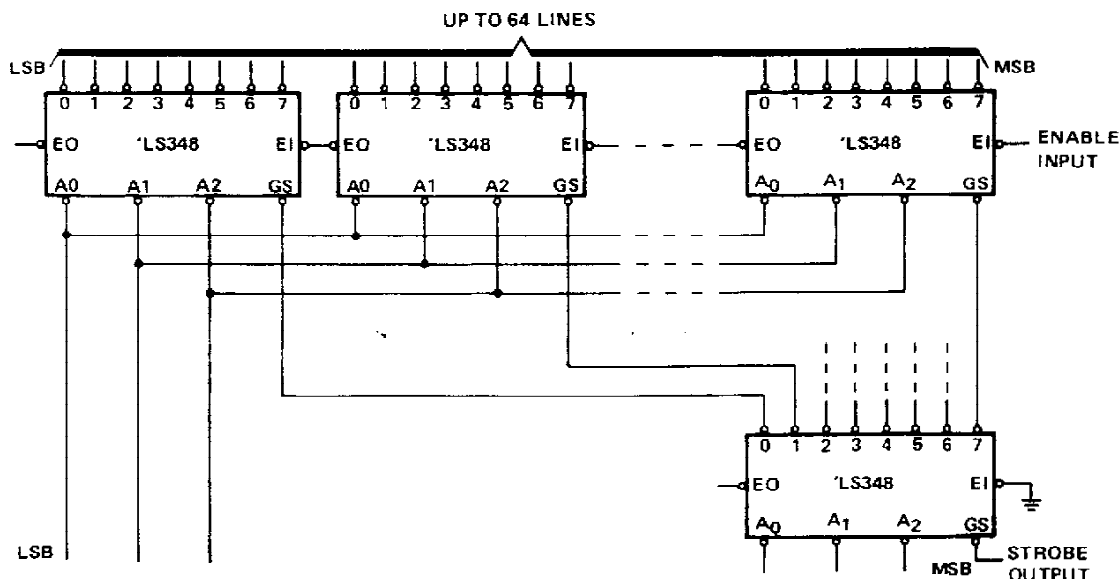 UP TO 64 LINES
LSB
MSB
0 1 2 3 4 5 6 7
0 1 2 3 4 5 6 7
0 1 2 3 4 5 6 7
EO 'LS348 EI
EO 'LS348 EI
EO 'LS348 EI
ENABLE
INPUT
A0 A1 A2 GS
A0 A1 A2 GS
A0 A1 A2 GS
0 1 2 3 4 5 6 7
EO 'LS348 EI
A0 A1 A2 GS
LSB
MSB
STROBE
OUTPUT